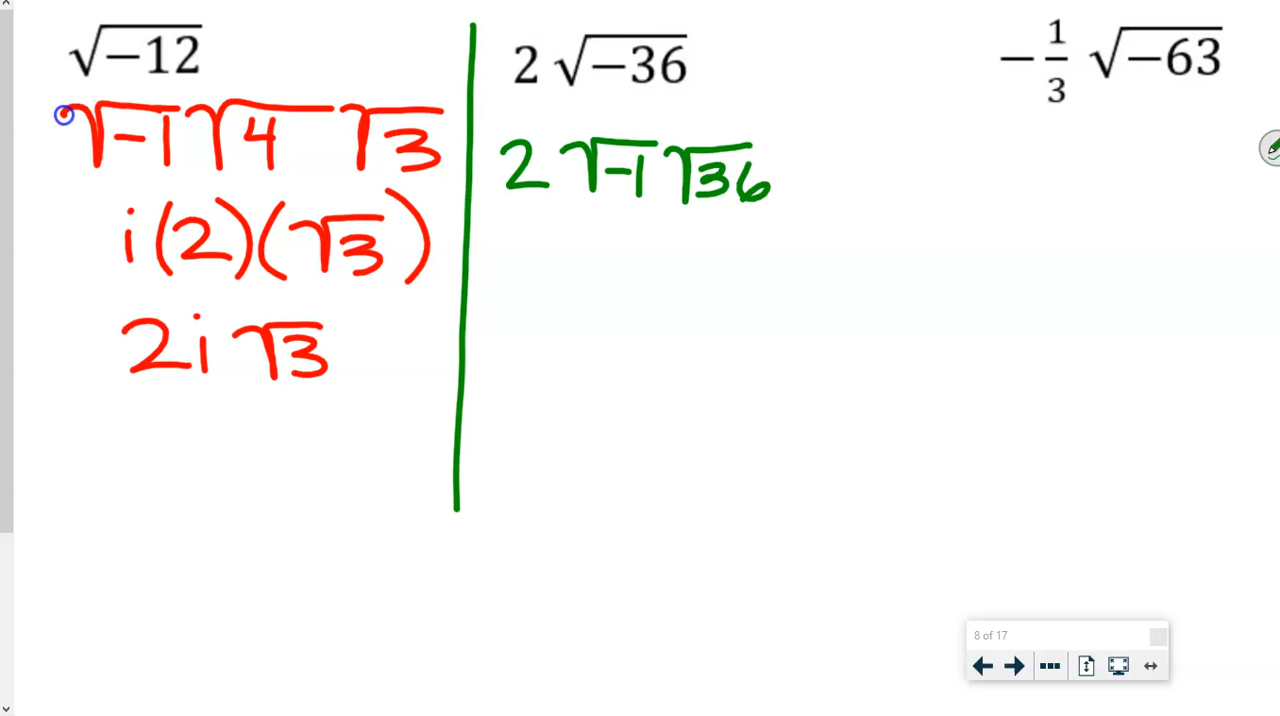 √−12
√−1 √4 √3
i(2)(√3)
2i √3
2 √−36
2 √−1 √36
− 1/3 √−63
8 of 17